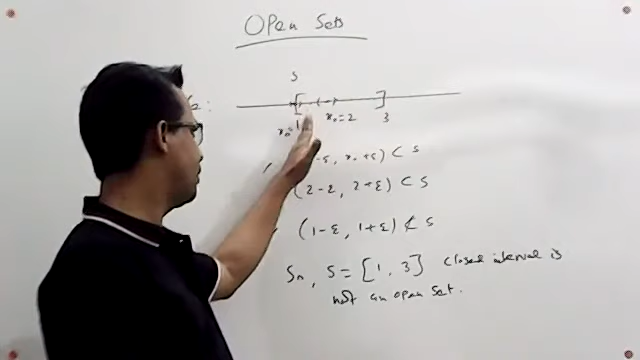 Open Sets
S
x₀=1 x₀=2 3
-ε, x₀+ε) ⊂ S
(2-ε, 2+ε) ⊂ S
(1-ε, 1+ε) ⊄ S
So, S = [1, 3] closed interval is
not an open set.